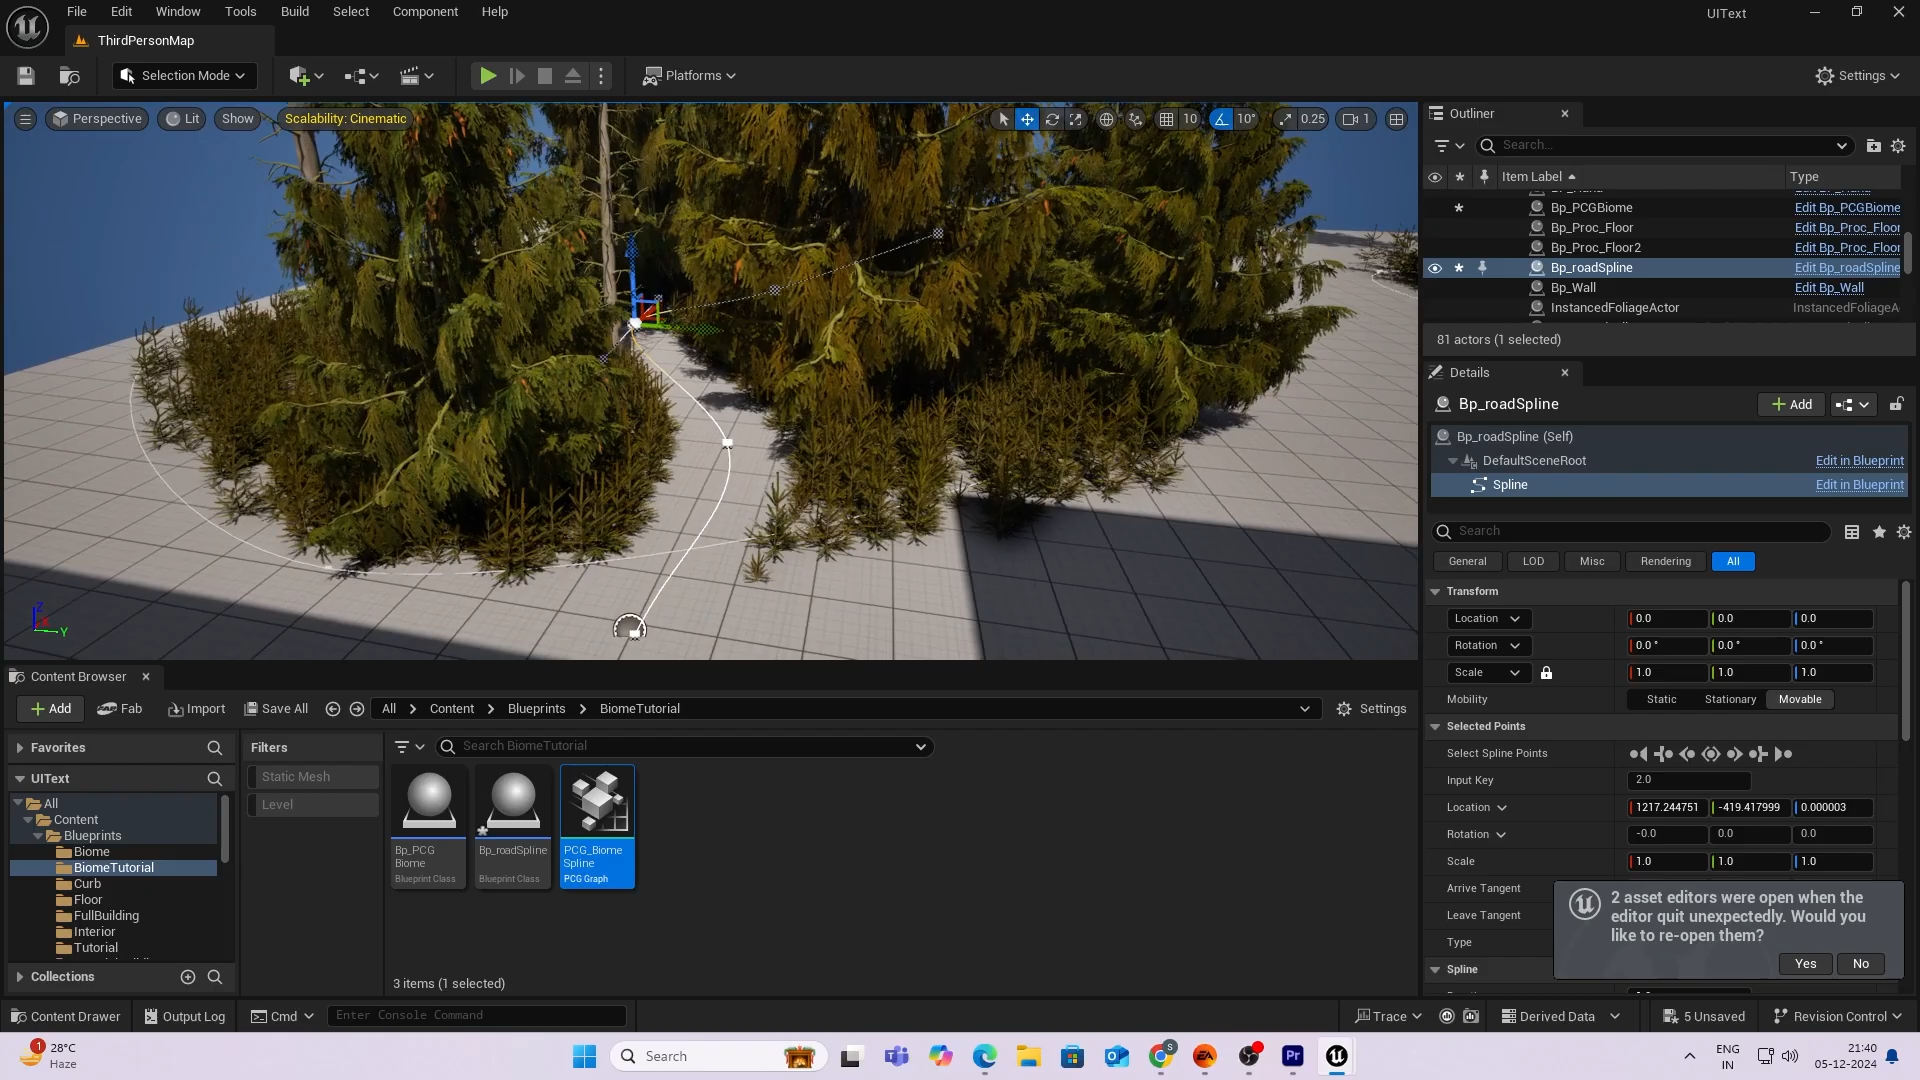 File Edit Window Tools Build Select Component Help
UIText
ThirdPersonMap
Selection Mode
Platforms
Settings
Perspective Lit Show Scalability: Cinematic
10 10° 0.25 1
Outliner
Search...
Item Label Type
Bp_PCGBiome Edit Bp_PCGBiome
Bp_Proc_Floor Edit Bp_Proc_Floor
Bp_Proc_Floor2 Edit Bp_Proc_Floor
Bp_roadSpline Edit Bp_roadSpline
Bp_Wall Edit Bp_Wall
InstancedFoliageActor InstancedFoliageA
81 actors (1 selected)
Details
Bp_roadSpline
Add
Bp_roadSpline (Self)
DefaultSceneRoot Edit in Blueprint
Spline Edit in Blueprint
Search
General LOD Misc Rendering All
Transform
Location 0.0 0.0 0.0
Rotation 0.0 ° 0.0 ° 0.0 °
Scale 1.0 1.0 1.0
Mobility Static Stationary Movable
Selected Points
Select Spline Points
Input Key 2.0
Location 1217.244751 -419.417999 0.000003
Rotation -0.0 0.0 0.0
Scale 1.0 1.0 1.0
Arrive Tangent
Leave Tangent
Type
Spline
2 asset editors were open when the
editor quit unexpectedly. Would you
like to re-open them?
Yes No
Z
X
Y
Content Browser
Add Fab Import Save All All Content Blueprints BiomeTutorial Settings
Favorites
UIText
All
Content
Blueprints
Biome
BiomeTutorial
Curb
Floor
FullBuilding
Interior
Tutorial
Collections
Filters
Static Mesh
Level
Search BiomeTutorial
Bp_PCG
Biome
Blueprint Class
Bp_roadSpline
Blueprint Class
PCG_Biome
Spline
PCG Graph
3 items (1 selected)
Content Drawer Output Log Cmd Enter Console Command
Trace Derived Data 5 Unsaved Revision Control
1
28°C
Haze
Search
S
EA
Pr
ENG
IN
21:40
05-12-2024